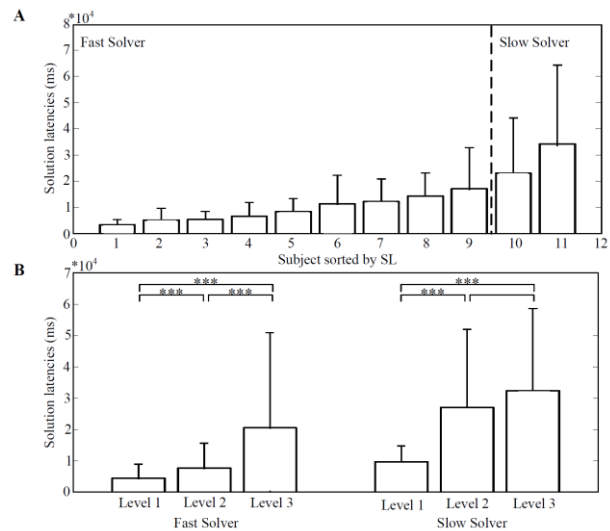 A
*10^4
8
7
6
5
4
3
2
1
0
Solution latencies (ms)
Fast Solver
Slow Solver
0 1 2 3 4 5 6 7 8 9 10 11 12
Subject sorted by SL
B
*10^4
7
6
5
4
3
2
1
0
Solution latencies (ms)
*** ***
*** *** ***
Level 1 Level 2 Level 3 Level 1 Level 2 Level 3
Fast Solver Slow Solver